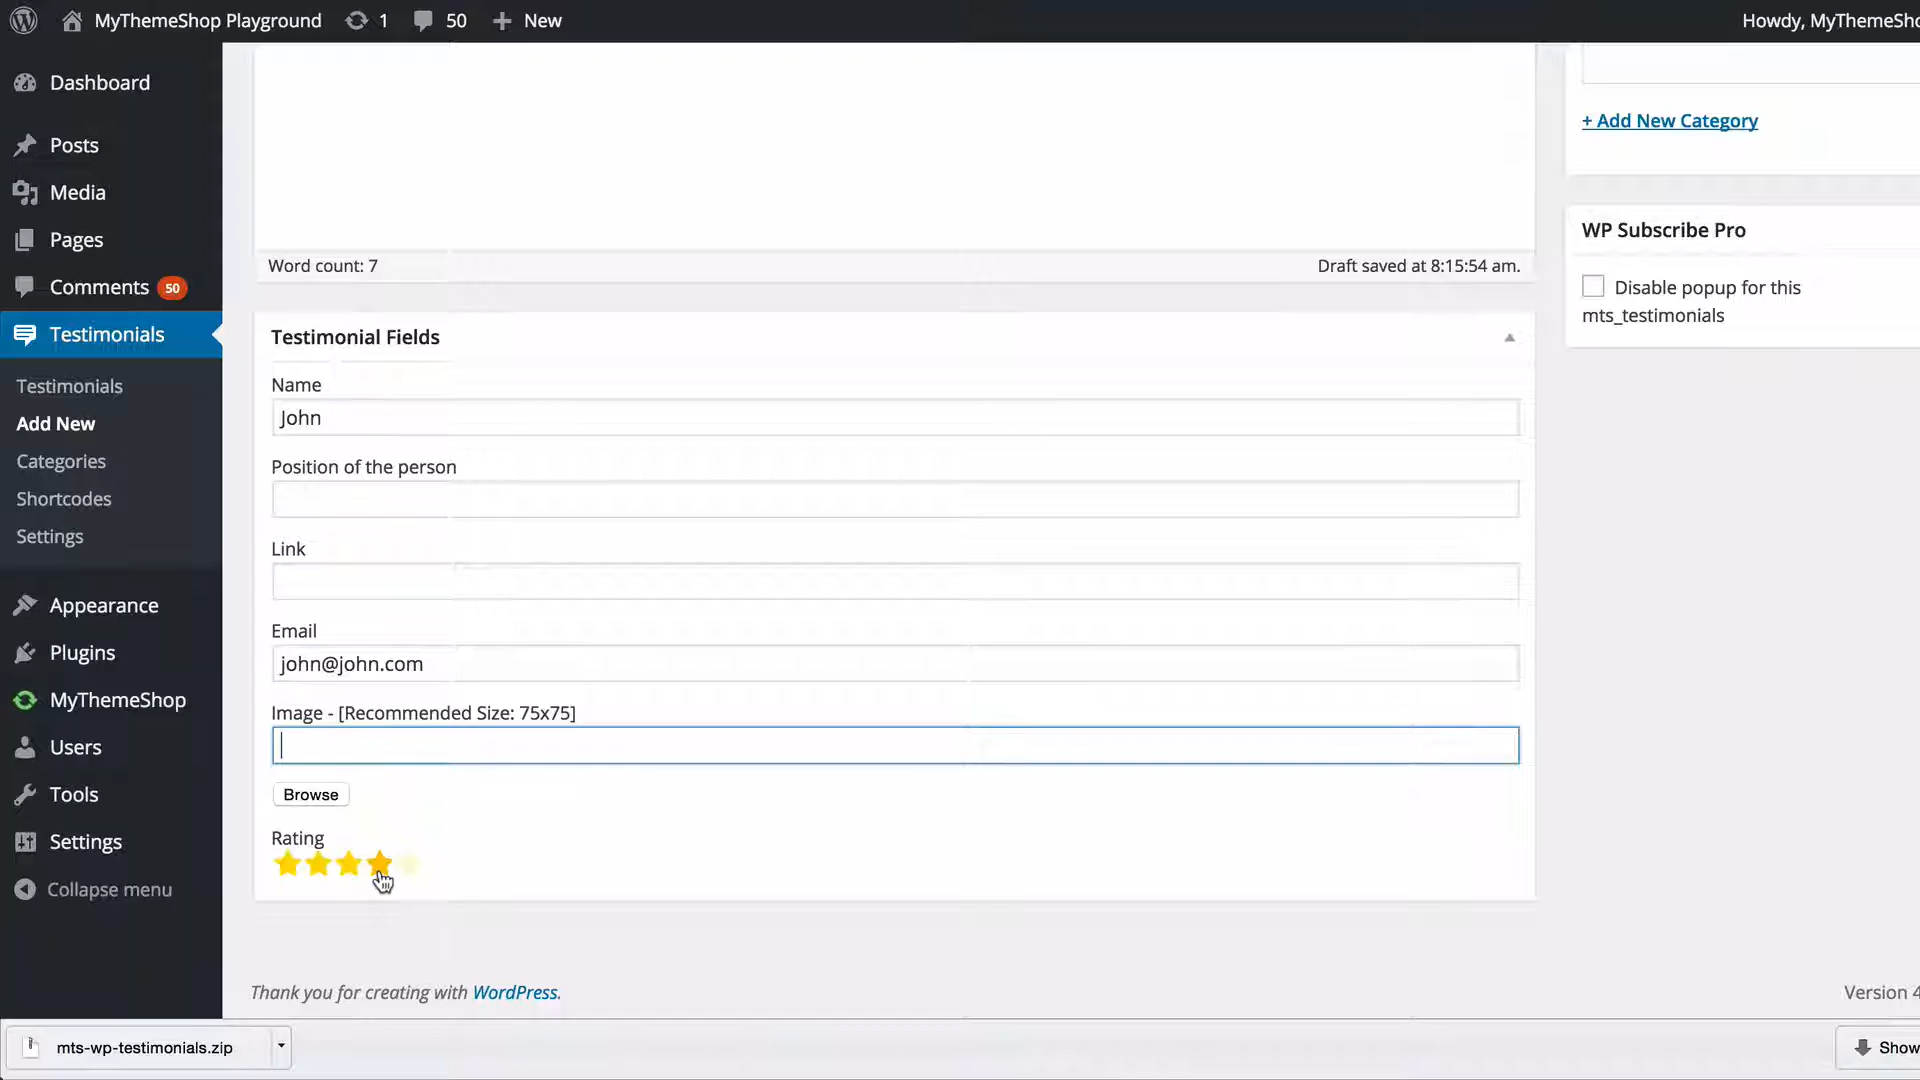 MyThemeShop Playground 1 50 New Howdy, MyThemeSho
Dashboard
Posts
Media
Pages
Comments 50
Testimonials
Testimonials
Add New
Categories
Shortcodes
Settings
Appearance
Plugins
MyThemeShop
Users
Tools
Settings
Collapse menu
Word count: 7 Draft saved at 8:15:54 am.
Testimonial Fields
Name
John
Position of the person
Link
Email
john@john.com
Image - [Recommended Size: 75x75]
Browse
Rating
+ Add New Category
WP Subscribe Pro
Disable popup for this
mts_testimonials
Thank you for creating with WordPress. Version 4
mts-wp-testimonials.zip Show